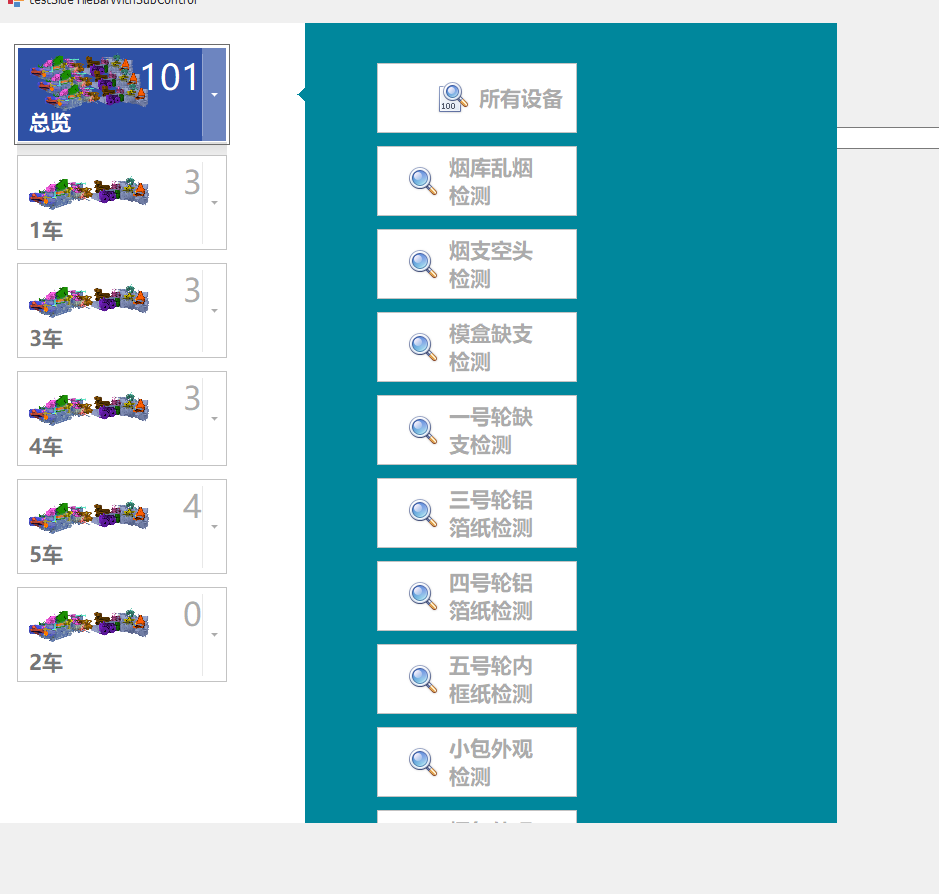 testSideTileBarWithSubControl
101
总览
3
1车
3
3车
3
4车
4
5车
0
2车
100
所有设备
烟库乱烟
检测
烟支空头
检测
模盒缺支
检测
一号轮缺
支检测
三号轮铝
箔纸检测
四号轮铝
箔纸检测
五号轮内
框纸检测
小包外观
检测